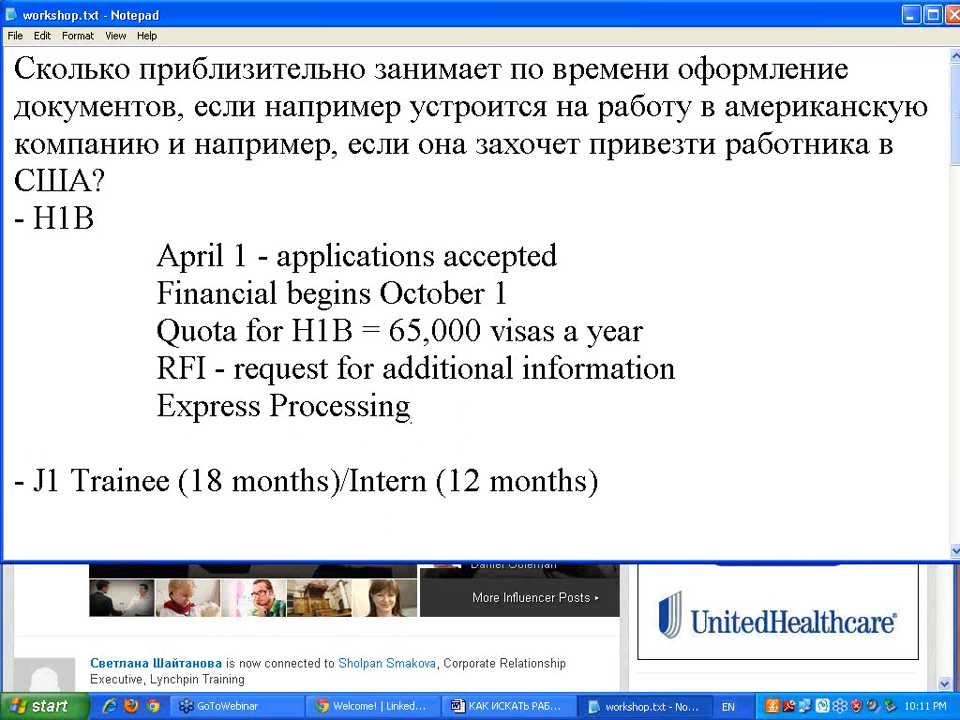 workshop.txt - Notepad
File Edit Format View Help
Сколько приблизительно занимает по времени оформление
документов, если например устроится на работу в американскую
компанию и например, если она захочет привезти работника в
США?
- H1B
April 1 - applications accepted
Financial begins October 1
Quota for H1B = 65,000 visas a year
RFI - request for additional information
Express Processing
- J1 Trainee (18 months)/Intern (12 months)
Daniel Goleman
More Influencer Posts ▸
UnitedHealthcare
Светлана Шайтанова is now connected to Sholpan Smakova, Corporate Relationship
Executive, Lynchpin Training
start GoToWebinar Welcome! | Linked... КАК ИСКАТЬ РАБ... workshop.txt - No... EN 10:11 PM